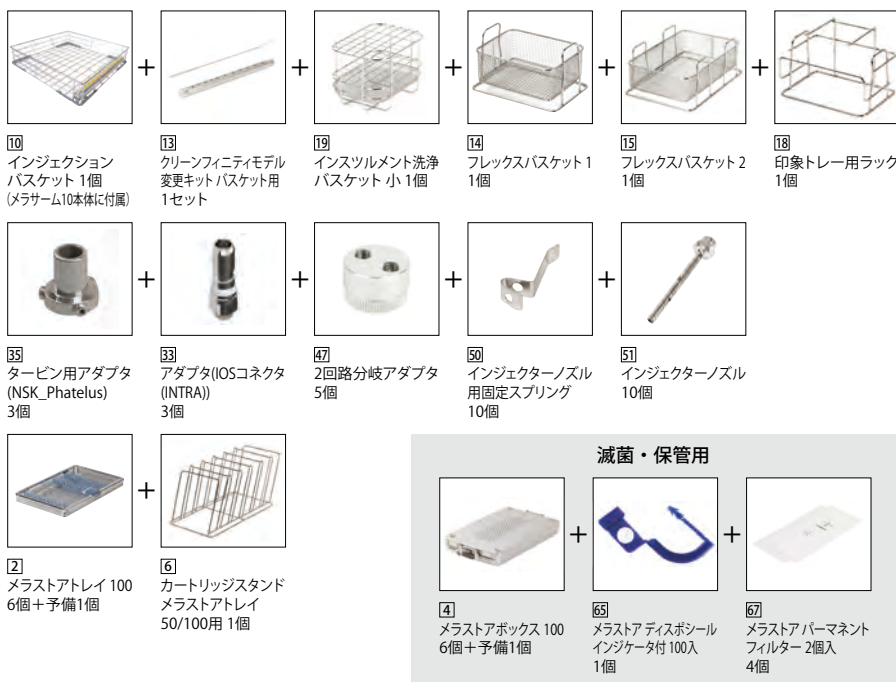 10
インジェクション
バスケット 1個
(メラサーム10本体に付属)
13
クリーンフィニティモデル
変更キット バスケット用
1セット
19
インスツルメント洗浄
バスケット 小 1個
14
フレックスバスケット 1
1個
15
フレックスバスケット 2
1個
18
印象トレー用ラック
1個
35
タービン用アダプタ
(NSK_Phatelus)
3個
33
アダプタ(IOSコネクタ
(INTRA))
3個
47
2回路分岐アダプタ
5個
50
インジェクターノズル
用固定スプリング
10個
51
インジェクターノズル
10個
2
メラストアトレイ 100
6個＋予備1個
6
カートリッジスタンド
メラストアトレイ
50/100用 1個
滅菌・保管用
4
メラストアボックス 100
6個＋予備1個
65
メラストア ディスポシール
インジケータ付 100入
1個
67
メラストア パーマネント
フィルター 2個入
4個